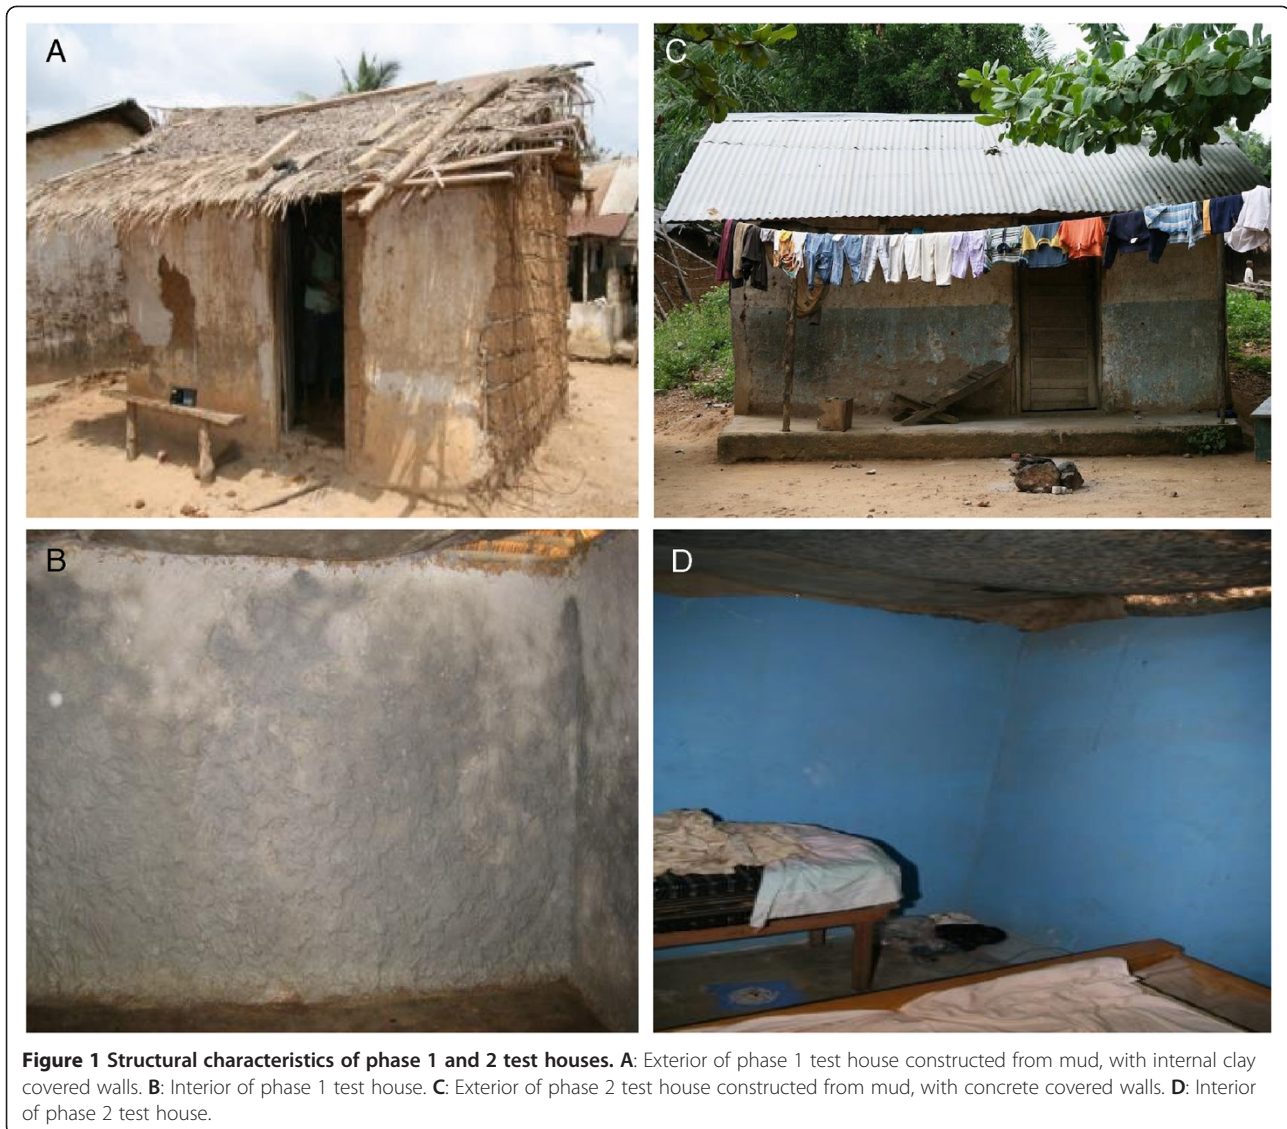 A
C
B
D
Figure 1 Structural characteristics of phase 1 and 2 test houses. A: Exterior of phase 1 test house constructed from mud, with internal clay
covered walls. B: Interior of phase 1 test house. C: Exterior of phase 2 test house constructed from mud, with concrete covered walls. D: Interior
of phase 2 test house.